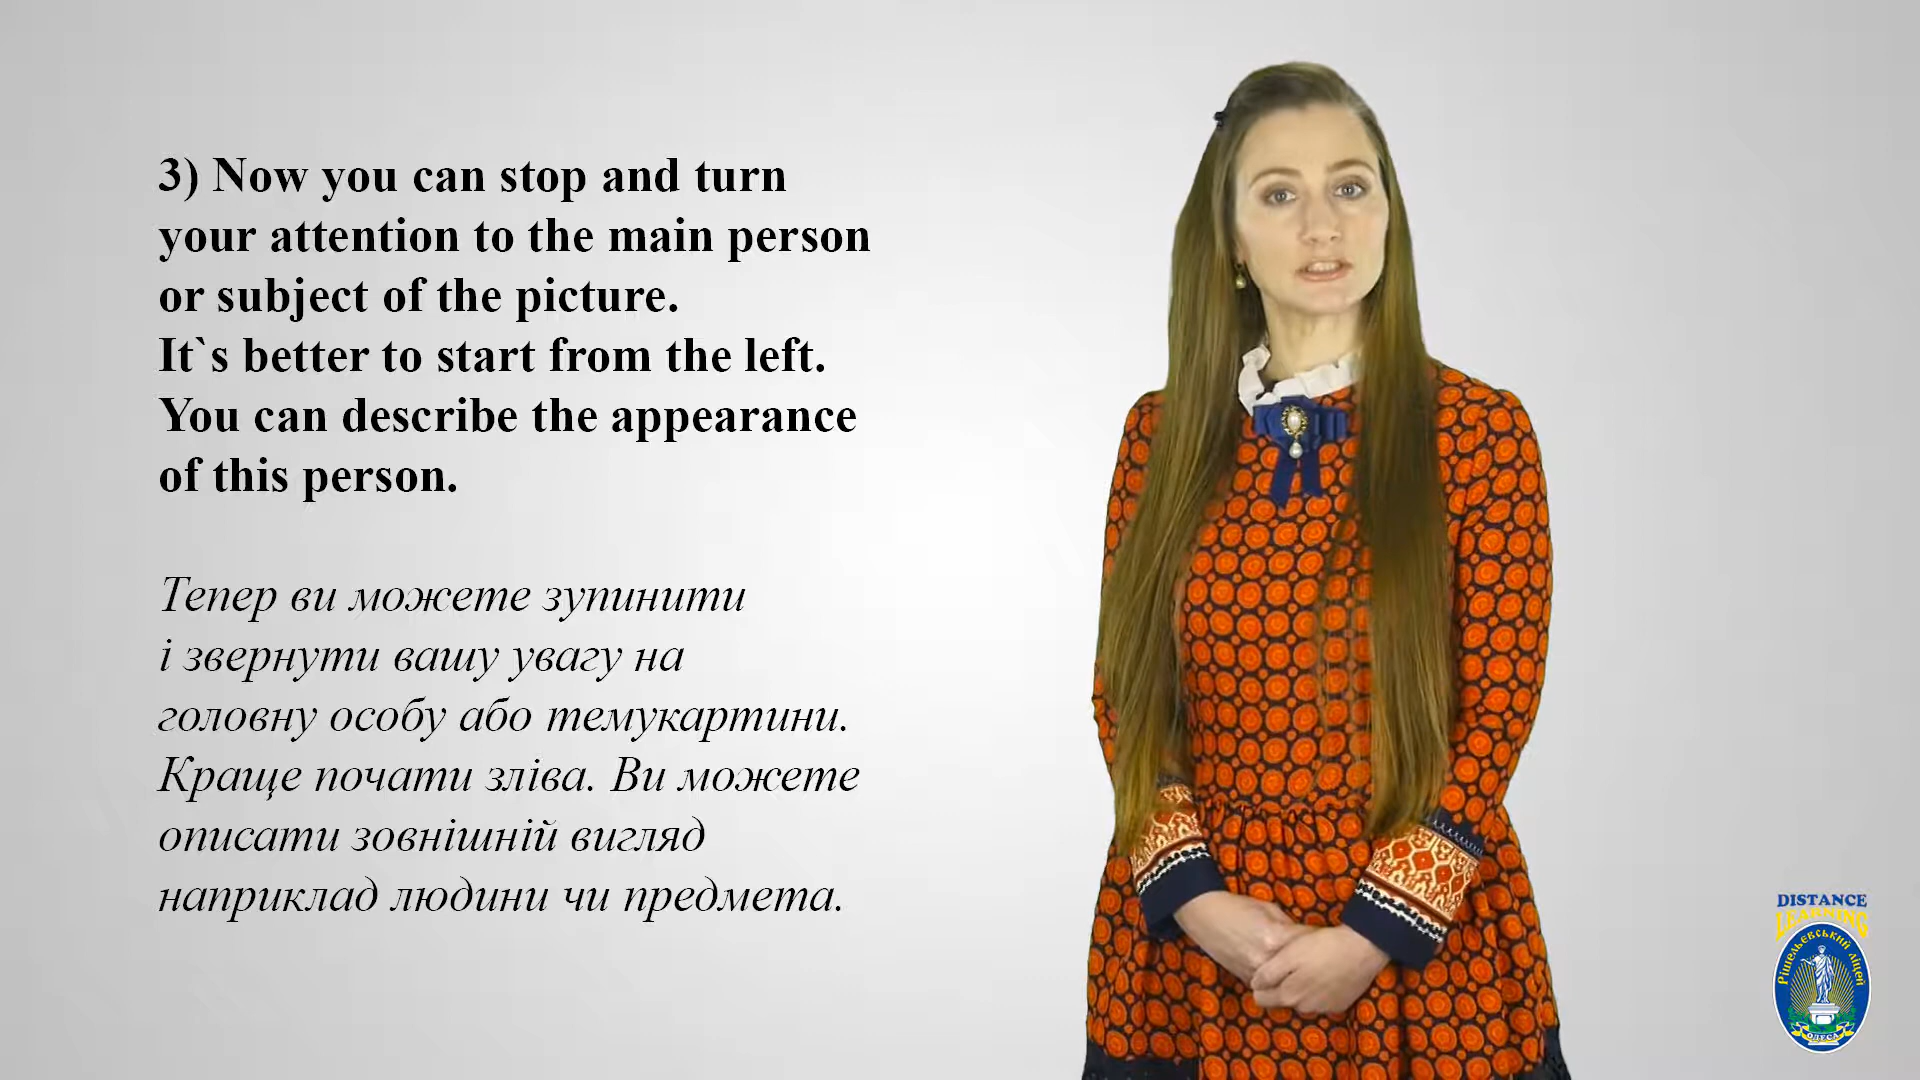 3) Now you can stop and turn
your attention to the main person
or subject of the picture.
It`s better to start from the left.
You can describe the appearance
of this person.
Тепер ви можете зупинити
і звернути вашу увагу на
головну особу або темукартини.
Краще почати зліва. Ви можете
описати зовнішній вигляд
наприклад людини чи предмета.
DISTANCE
LEARNING
Рішельєвський ліцей
ОДЕСА